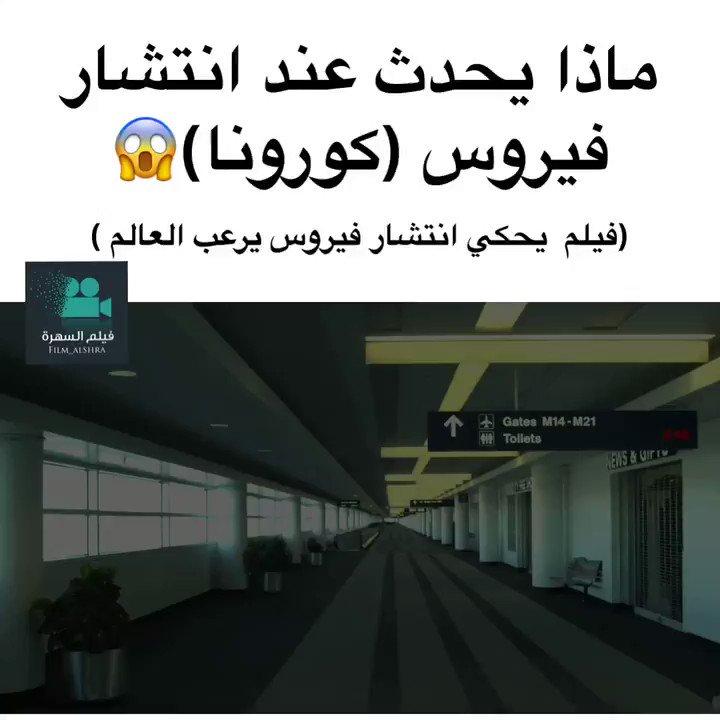 ماذا يحدث عند انتشار
فيروس (كورونا)😱
(فيلم يحكي انتشار فيروس يرعب العالم )
فيلم السهرة
FILM_ALSHRA
Gates M14-M21
Toilets
NEWS & GIFTS